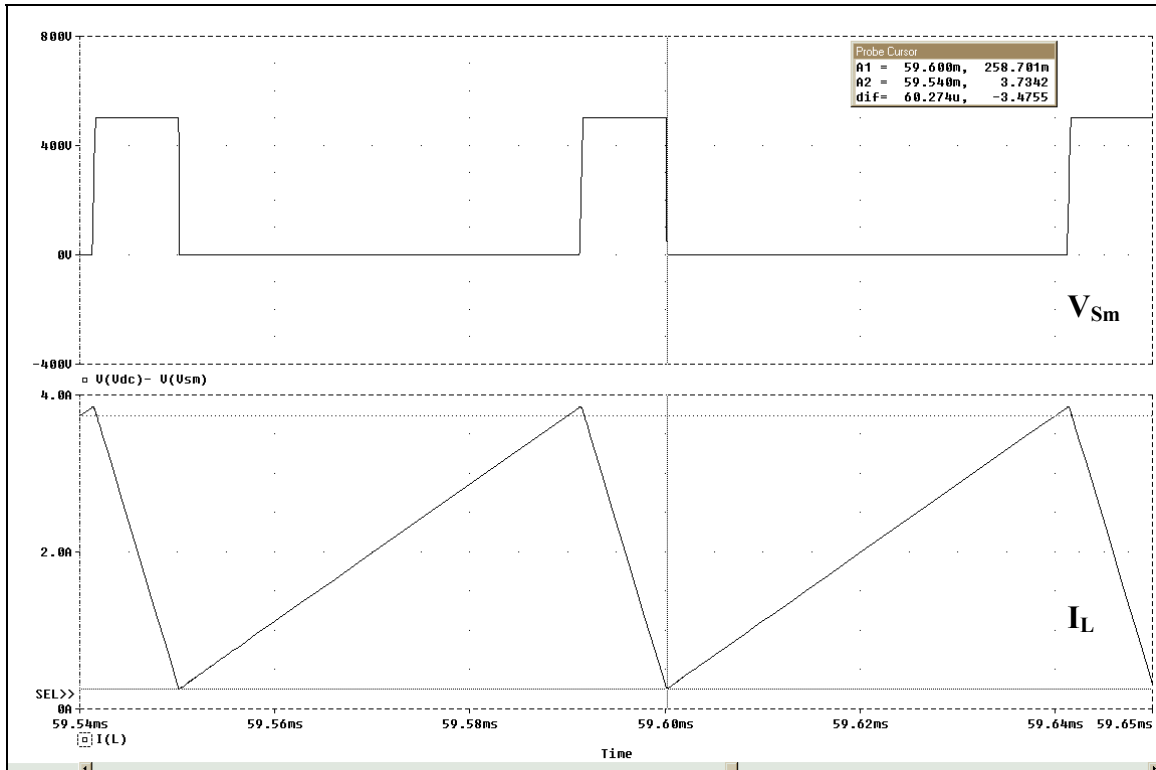 800V
Probe Cursor
A1 = 59.600m, 258.701m
A2 = 59.540m, 3.7342
dif= 60.274u, -3.4755
400V
0V
VSm
-400V
V(Vdc)- V(Vsm)
4.0A
2.0A
IL
SEL>>
0A
59.54ms 59.56ms 59.58ms 59.60ms 59.62ms 59.64ms 59.65ms
I(L)
Time